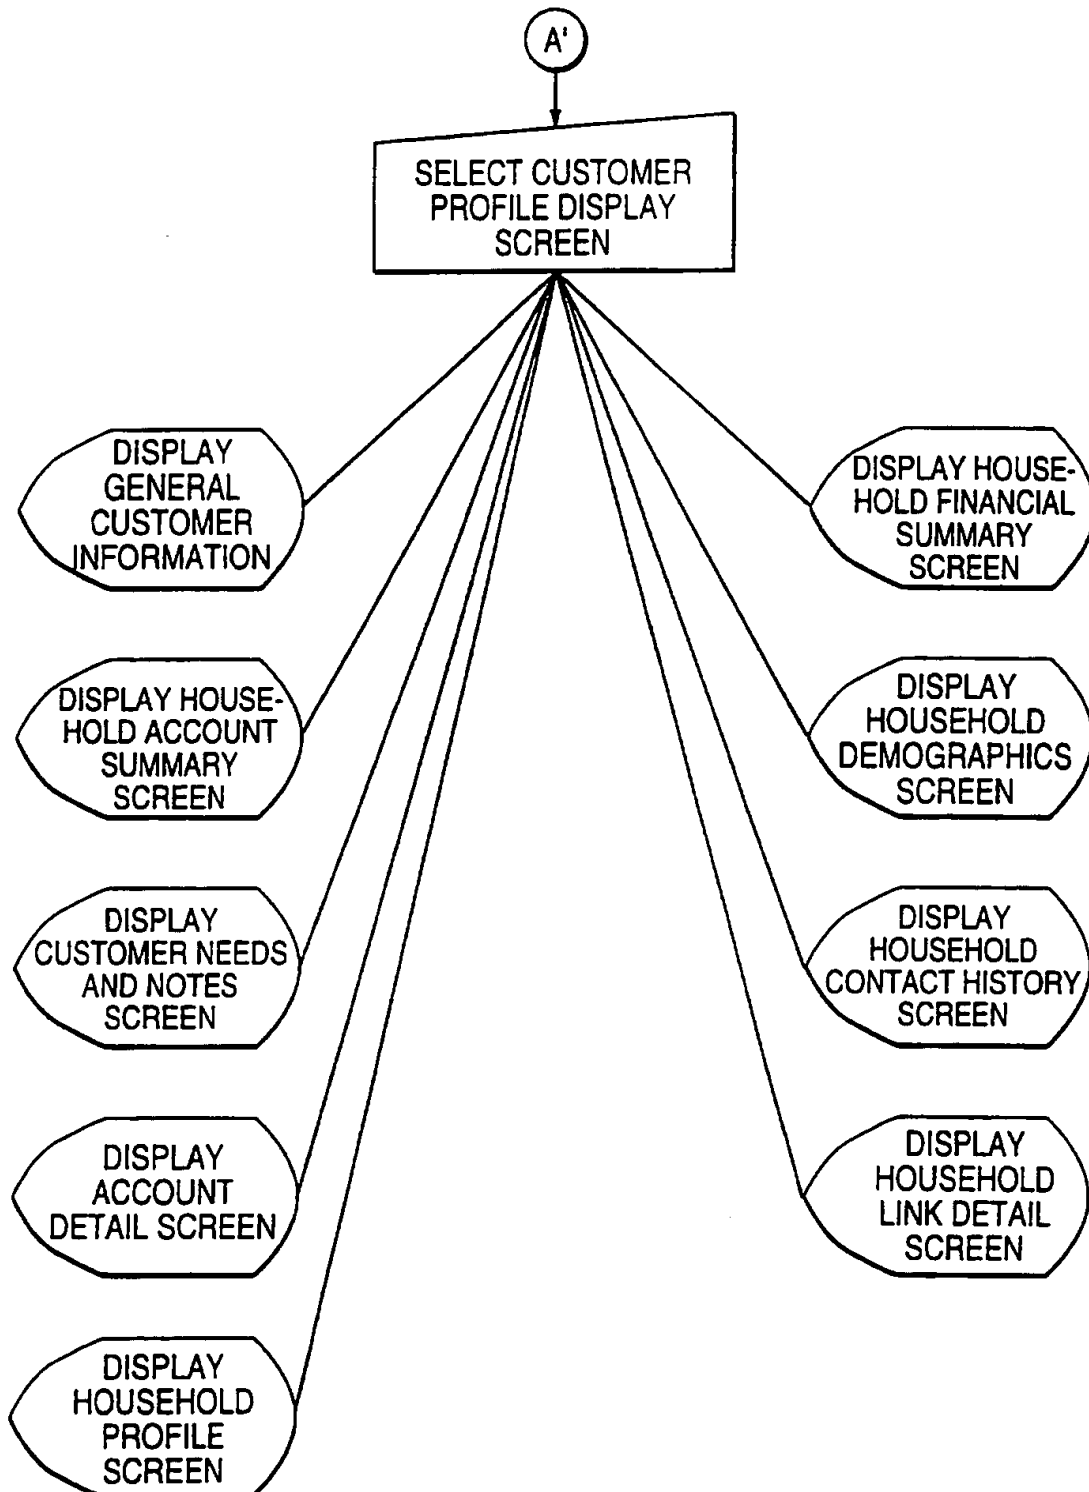 A'
SELECT CUSTOMER
PROFILE DISPLAY
SCREEN
DISPLAY
GENERAL
CUSTOMER
INFORMATION
DISPLAY HOUSE-
HOLD FINANCIAL
SUMMARY
SCREEN
DISPLAY HOUSE-
HOLD ACCOUNT
SUMMARY
SCREEN
DISPLAY
HOUSEHOLD
DEMOGRAPHICS
SCREEN
DISPLAY
CUSTOMER NEEDS
AND NOTES
SCREEN
DISPLAY
HOUSEHOLD
CONTACT HISTORY
SCREEN
DISPLAY
ACCOUNT
DETAIL SCREEN
DISPLAY
HOUSEHOLD
LINK DETAIL
SCREEN
DISPLAY
HOUSEHOLD
PROFILE
SCREEN